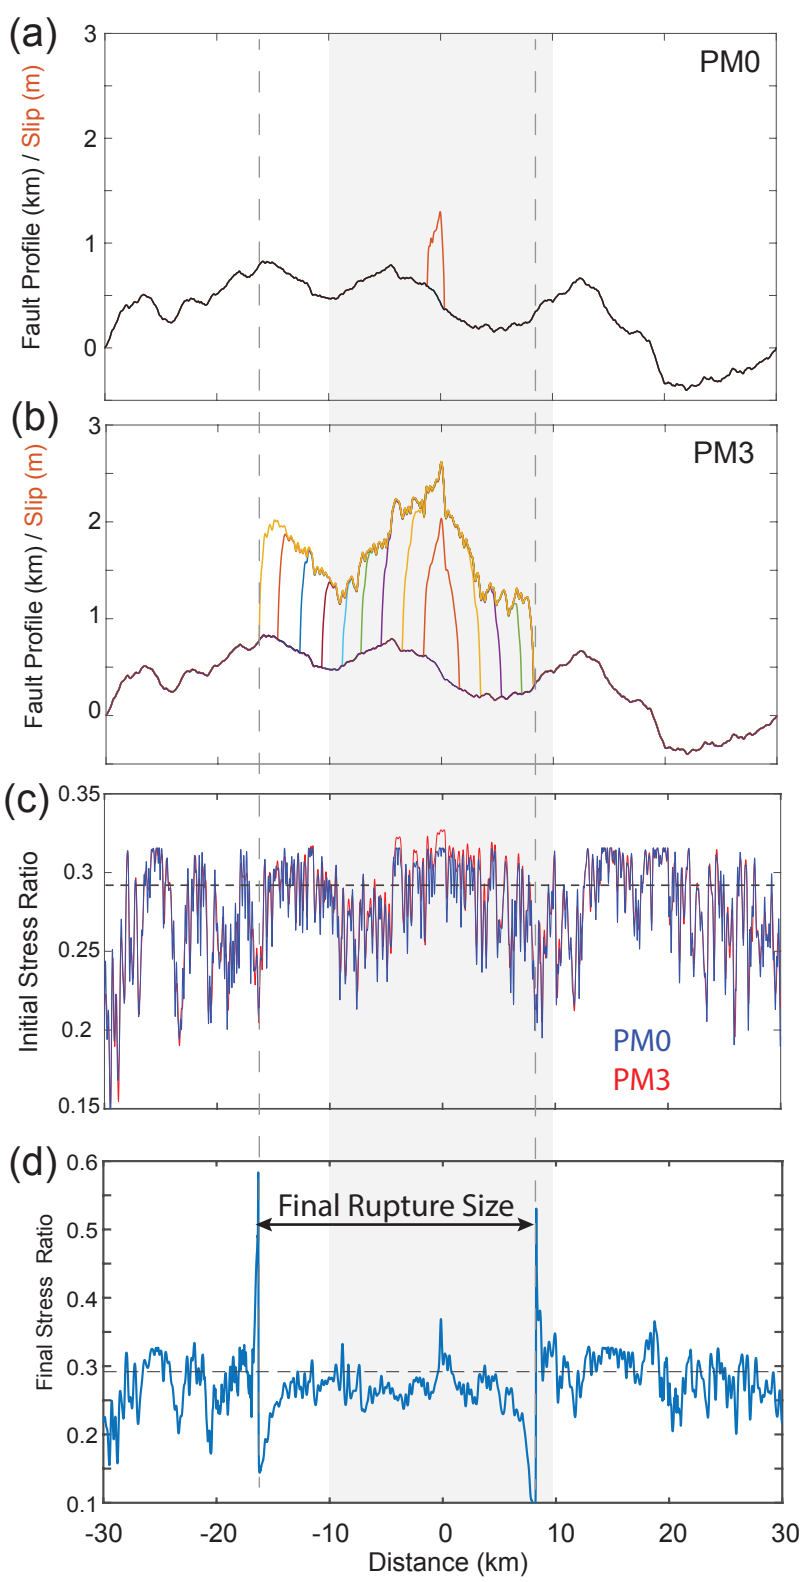 (a)
3
2
1
0
Fault Profile (km) / Slip (m)
PM0
(b)
3
2
1
0
Fault Profile (km) / Slip (m)
PM3
(c)
0.35
0.3
0.25
0.2
0.15
Initial Stress Ratio
PM0
PM3
(d)
0.6
0.5
0.4
0.3
0.2
0.1
Final Stress Ratio
Final Rupture Size
-30 -20 -10 0 10 20 30
Distance (km)